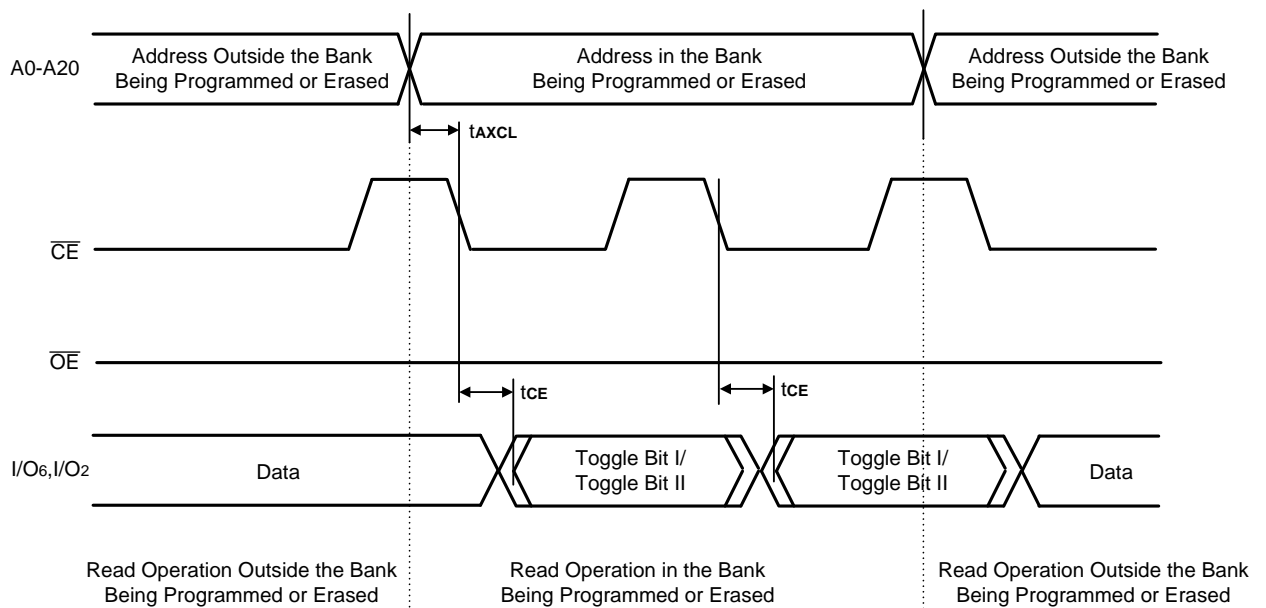 A0-A20
Address Outside the Bank
Being Programmed or Erased
Address in the Bank
Being Programmed or Erased
Address Outside the Bank
Being Programmed or Erased
tAXCL
CE
OE
tCE
tCE
I/O6,I/O2
Data
Toggle Bit I/
Toggle Bit II
Toggle Bit I/
Toggle Bit II
Data
Read Operation Outside the Bank
Being Programmed or Erased
Read Operation in the Bank
Being Programmed or Erased
Read Operation Outside the Bank
Being Programmed or Erased